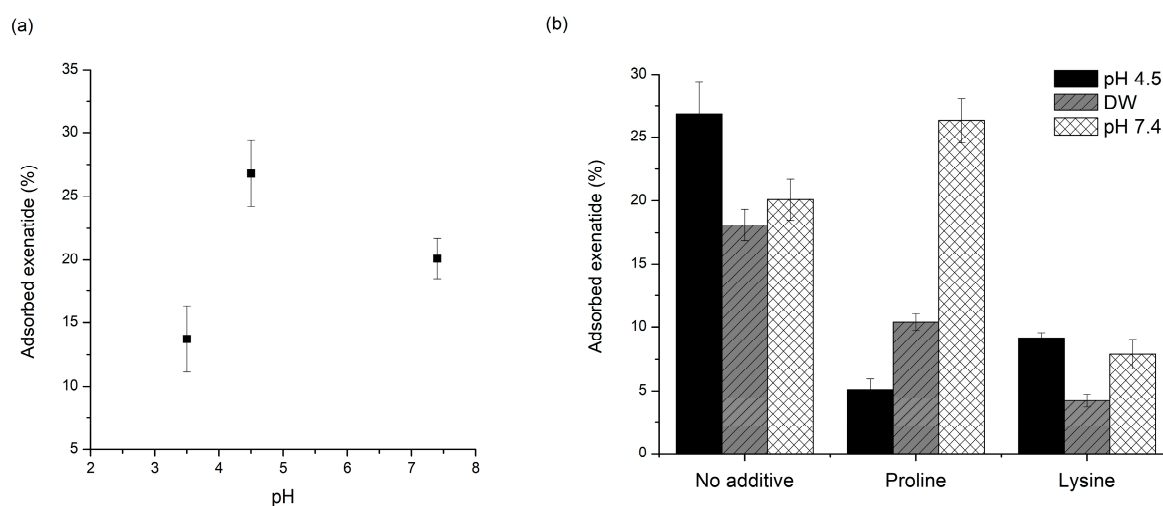 (a)
35
30
25
20
15
10
5
2 3 4 5 6 7 8
Adsorbed exenatide (%)
pH
(b)
30
25
20
15
10
5
0
Adsorbed exenatide (%)
No additive Proline Lysine
pH 4.5
DW
pH 7.4